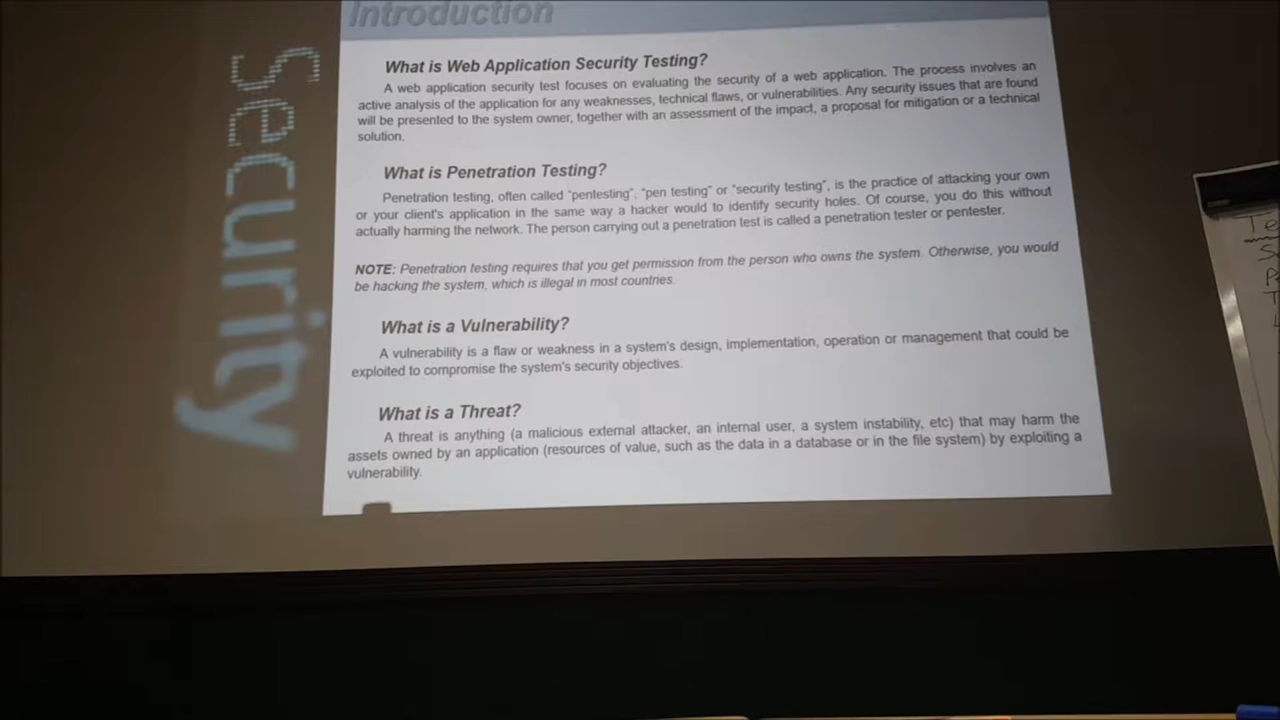 Introduction
Security
What is Web Application Security Testing?
A web application security test focuses on evaluating the security of a web application. The process involves an
active analysis of the application for any weaknesses, technical flaws, or vulnerabilities. Any security issues that are found
will be presented to the system owner, together with an assessment of the impact, a proposal for mitigation or a technical
solution.
What is Penetration Testing?
Penetration testing, often called “pentesting”, “pen testing” or “security testing”, is the practice of attacking your own
or your client's application in the same way a hacker would to identify security holes. Of course, you do this without
actually harming the network. The person carrying out a penetration test is called a penetration tester or pentester.
NOTE: Penetration testing requires that you get permission from the person who owns the system. Otherwise, you would
be hacking the system, which is illegal in most countries.
What is a Vulnerability?
A vulnerability is a flaw or weakness in a system's design, implementation, operation or management that could be
exploited to compromise the system's security objectives.
What is a Threat?
A threat is anything (a malicious external attacker, an internal user, a system instability, etc) that may harm the
assets owned by an application (resources of value, such as the data in a database or in the file system) by exploiting a
vulnerability.